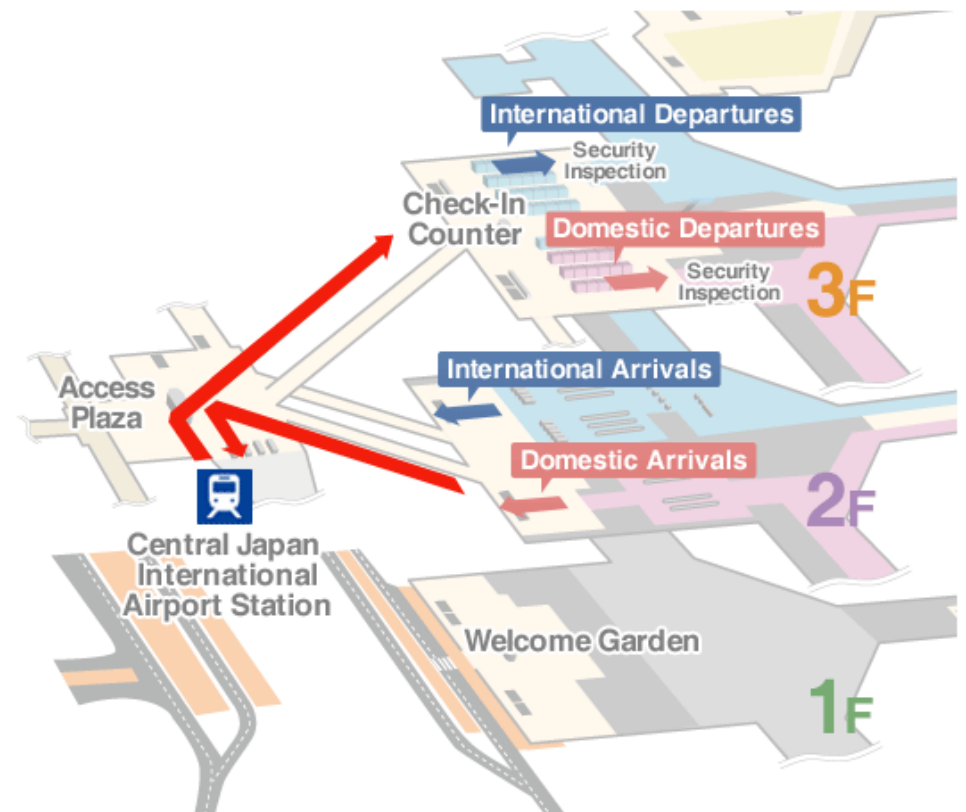 International Departures
Security
Inspection
Check-In
Counter
Domestic Departures
Security
Inspection
3F
International Arrivals
Access
Plaza
Domestic Arrivals
2F
Central Japan
International
Airport Station
Welcome Garden
1F